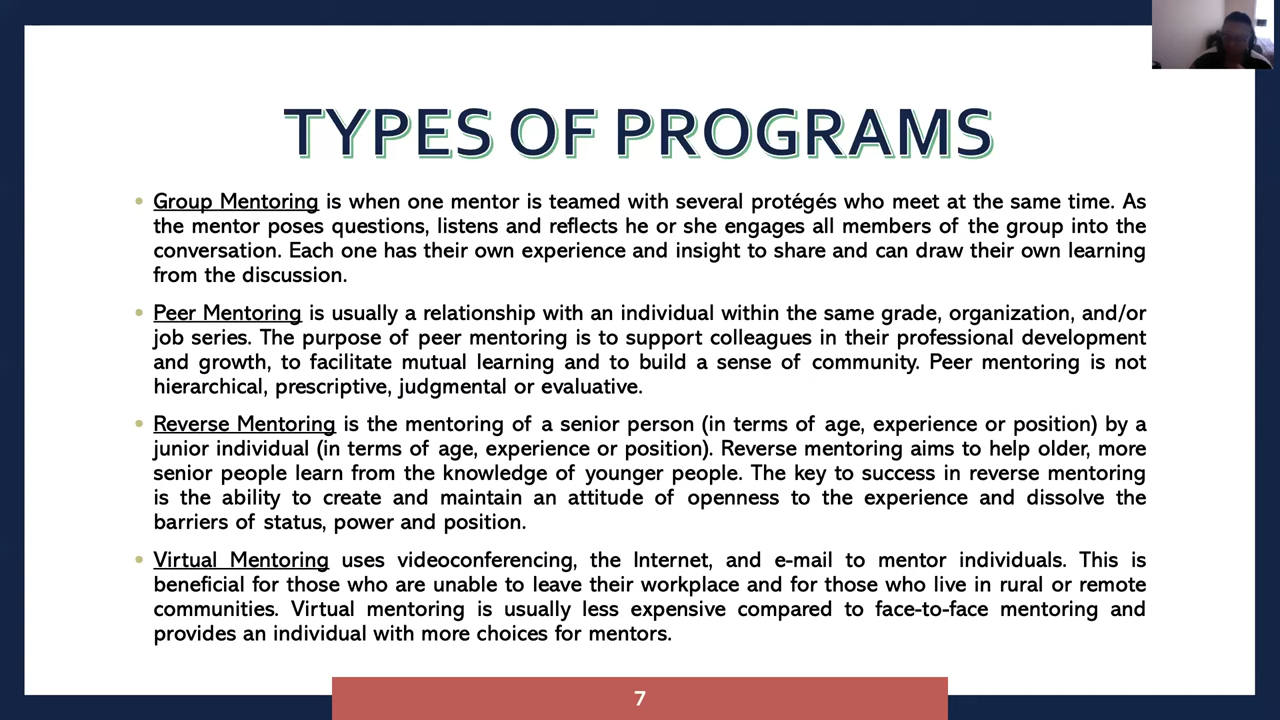 TYPES OF PROGRAMS
• Group Mentoring is when one mentor is teamed with several protégés who meet at the same time. As
the mentor poses questions, listens and reflects he or she engages all members of the group into the
conversation. Each one has their own experience and insight to share and can draw their own learning
from the discussion.
• Peer Mentoring is usually a relationship with an individual within the same grade, organization, and/or
job series. The purpose of peer mentoring is to support colleagues in their professional development
and growth, to facilitate mutual learning and to build a sense of community. Peer mentoring is not
hierarchical, prescriptive, judgmental or evaluative.
• Reverse Mentoring is the mentoring of a senior person (in terms of age, experience or position) by a
junior individual (in terms of age, experience or position). Reverse mentoring aims to help older, more
senior people learn from the knowledge of younger people. The key to success in reverse mentoring
is the ability to create and maintain an attitude of openness to the experience and dissolve the
barriers of status, power and position.
• Virtual Mentoring uses videoconferencing, the Internet, and e-mail to mentor individuals. This is
beneficial for those who are unable to leave their workplace and for those who live in rural or remote
communities. Virtual mentoring is usually less expensive compared to face-to-face mentoring and
provides an individual with more choices for mentors.
7